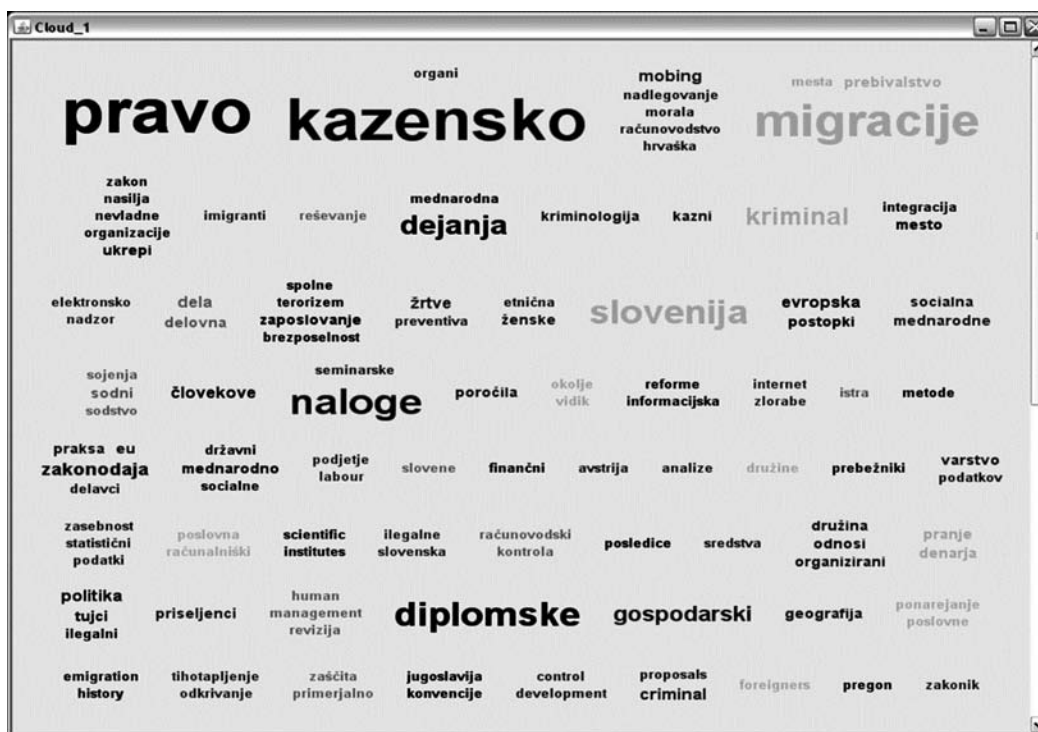 Cloud_1
organi
pravo kazensko
mobing
nadlegovanje
morala
računovodstvo
hrvaška
mesta prebivalstvo
migracije
zakon
nasilja
nevladne
organizacije
ukrepi
imigranti
reševanje
mednarodna
dejanja
kriminologija
kazni
kriminal
integracija
mesto
elektronsko
nadzor
dela
delovna
spolne
terorizem
zaposlovanje
brezposelnost
žrtve
preventiva
etnična
ženske
slovenija
evropska
postopki
socialna
mednarodne
sojenja
sodni
sodstvo
človekove
seminarske
naloge
poročila
okolje
vidik
reforme
informacijska
internet
zlorabe
istra
metode
praksa eu
zakonodaja
delavci
državni
mednarodno
socialne
podjetje
labour
slovene
finančni
avstrija
analize
družine
prebežniki
varstvo
podatkov
zasebnost
statistični
podatki
poslovna
računalniški
scientific
institutes
ilegalne
slovenska
računovodski
kontrola
posledice
sredstva
družina
odnosi
organizirani
pranje
denarja
politika
tujci
ilegalni
priseljenci
human
management
revizija
diplomske
gospodarski
geografija
ponarejanje
poslovne
emigration
history
tihotapljenje
odkrivanje
zaščita
primerjalno
jugoslavija
konvencije
control
development
proposals
criminal
foreigners
pregon
zakonik